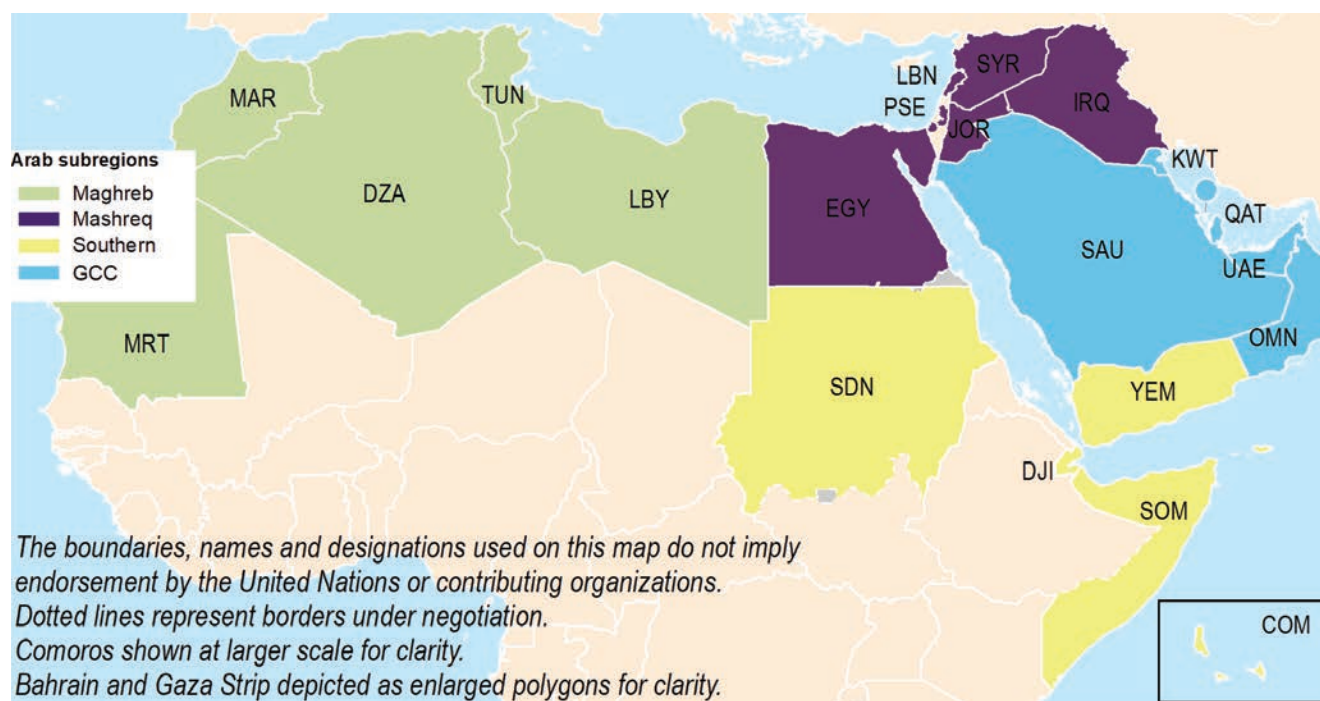 LBN
SYR
PSE
IRQ
JOR
MAR
TUN
Arab subregions
Maghreb
Mashreq
Southern
GCC
DZA
LBY
EGY
KWT
QAT
SAU
UAE
OMN
MRT
SDN
YEM
DJI
SOM
COM
The boundaries, names and designations used on this map do not imply
endorsement by the United Nations or contributing organizations.
Dotted lines represent borders under negotiation.
Comoros shown at larger scale for clarity.
Bahrain and Gaza Strip depicted as enlarged polygons for clarity.